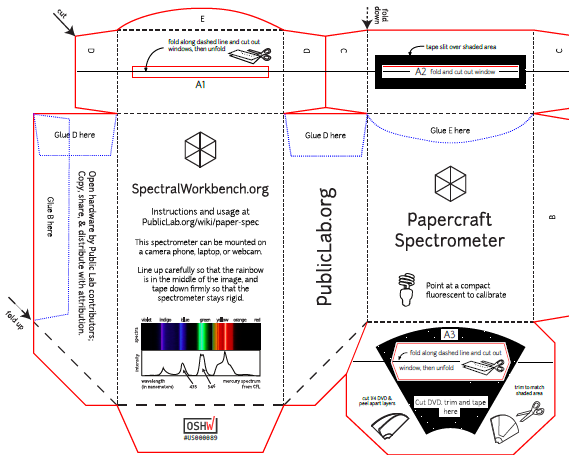 cut
E
fold
down
fold along dashed line and cut out
windows, then unfold
D
D
C
C
A1
tape slit over shaded area
A2 fold and cut out window
Glue D here
Glue D here
Glue E here
Glue B here
Open hardware by Public Lab contributors;
Copy, share, & distribute with attribution.
SpectralWorkbench.org
Instructions and usage at
PublicLab.org/wiki/paper-spec
This spectrometer can be mounted on
a camera phone, laptop, or webcam.
Line up carefully so that the rainbow
is in the middle of the image, and
tape down firmly so that the
spectrometer stays rigid.
PublicLab.org
Papercraft
Spectrometer
B
Point at a compact
fluorescent to calibrate
fold up
violet indigo blue green yellow orange red
spectra
intensity
wavelength
(in nanometers)
435
546
mercury spectrum
from CFL
OSHW
#US000089
A3
fold along dashed line and cut out
window, then unfold
cut X4 DVD &
peel apart layers
Cut DVD, trim and tape
here
trim to match
shaded area